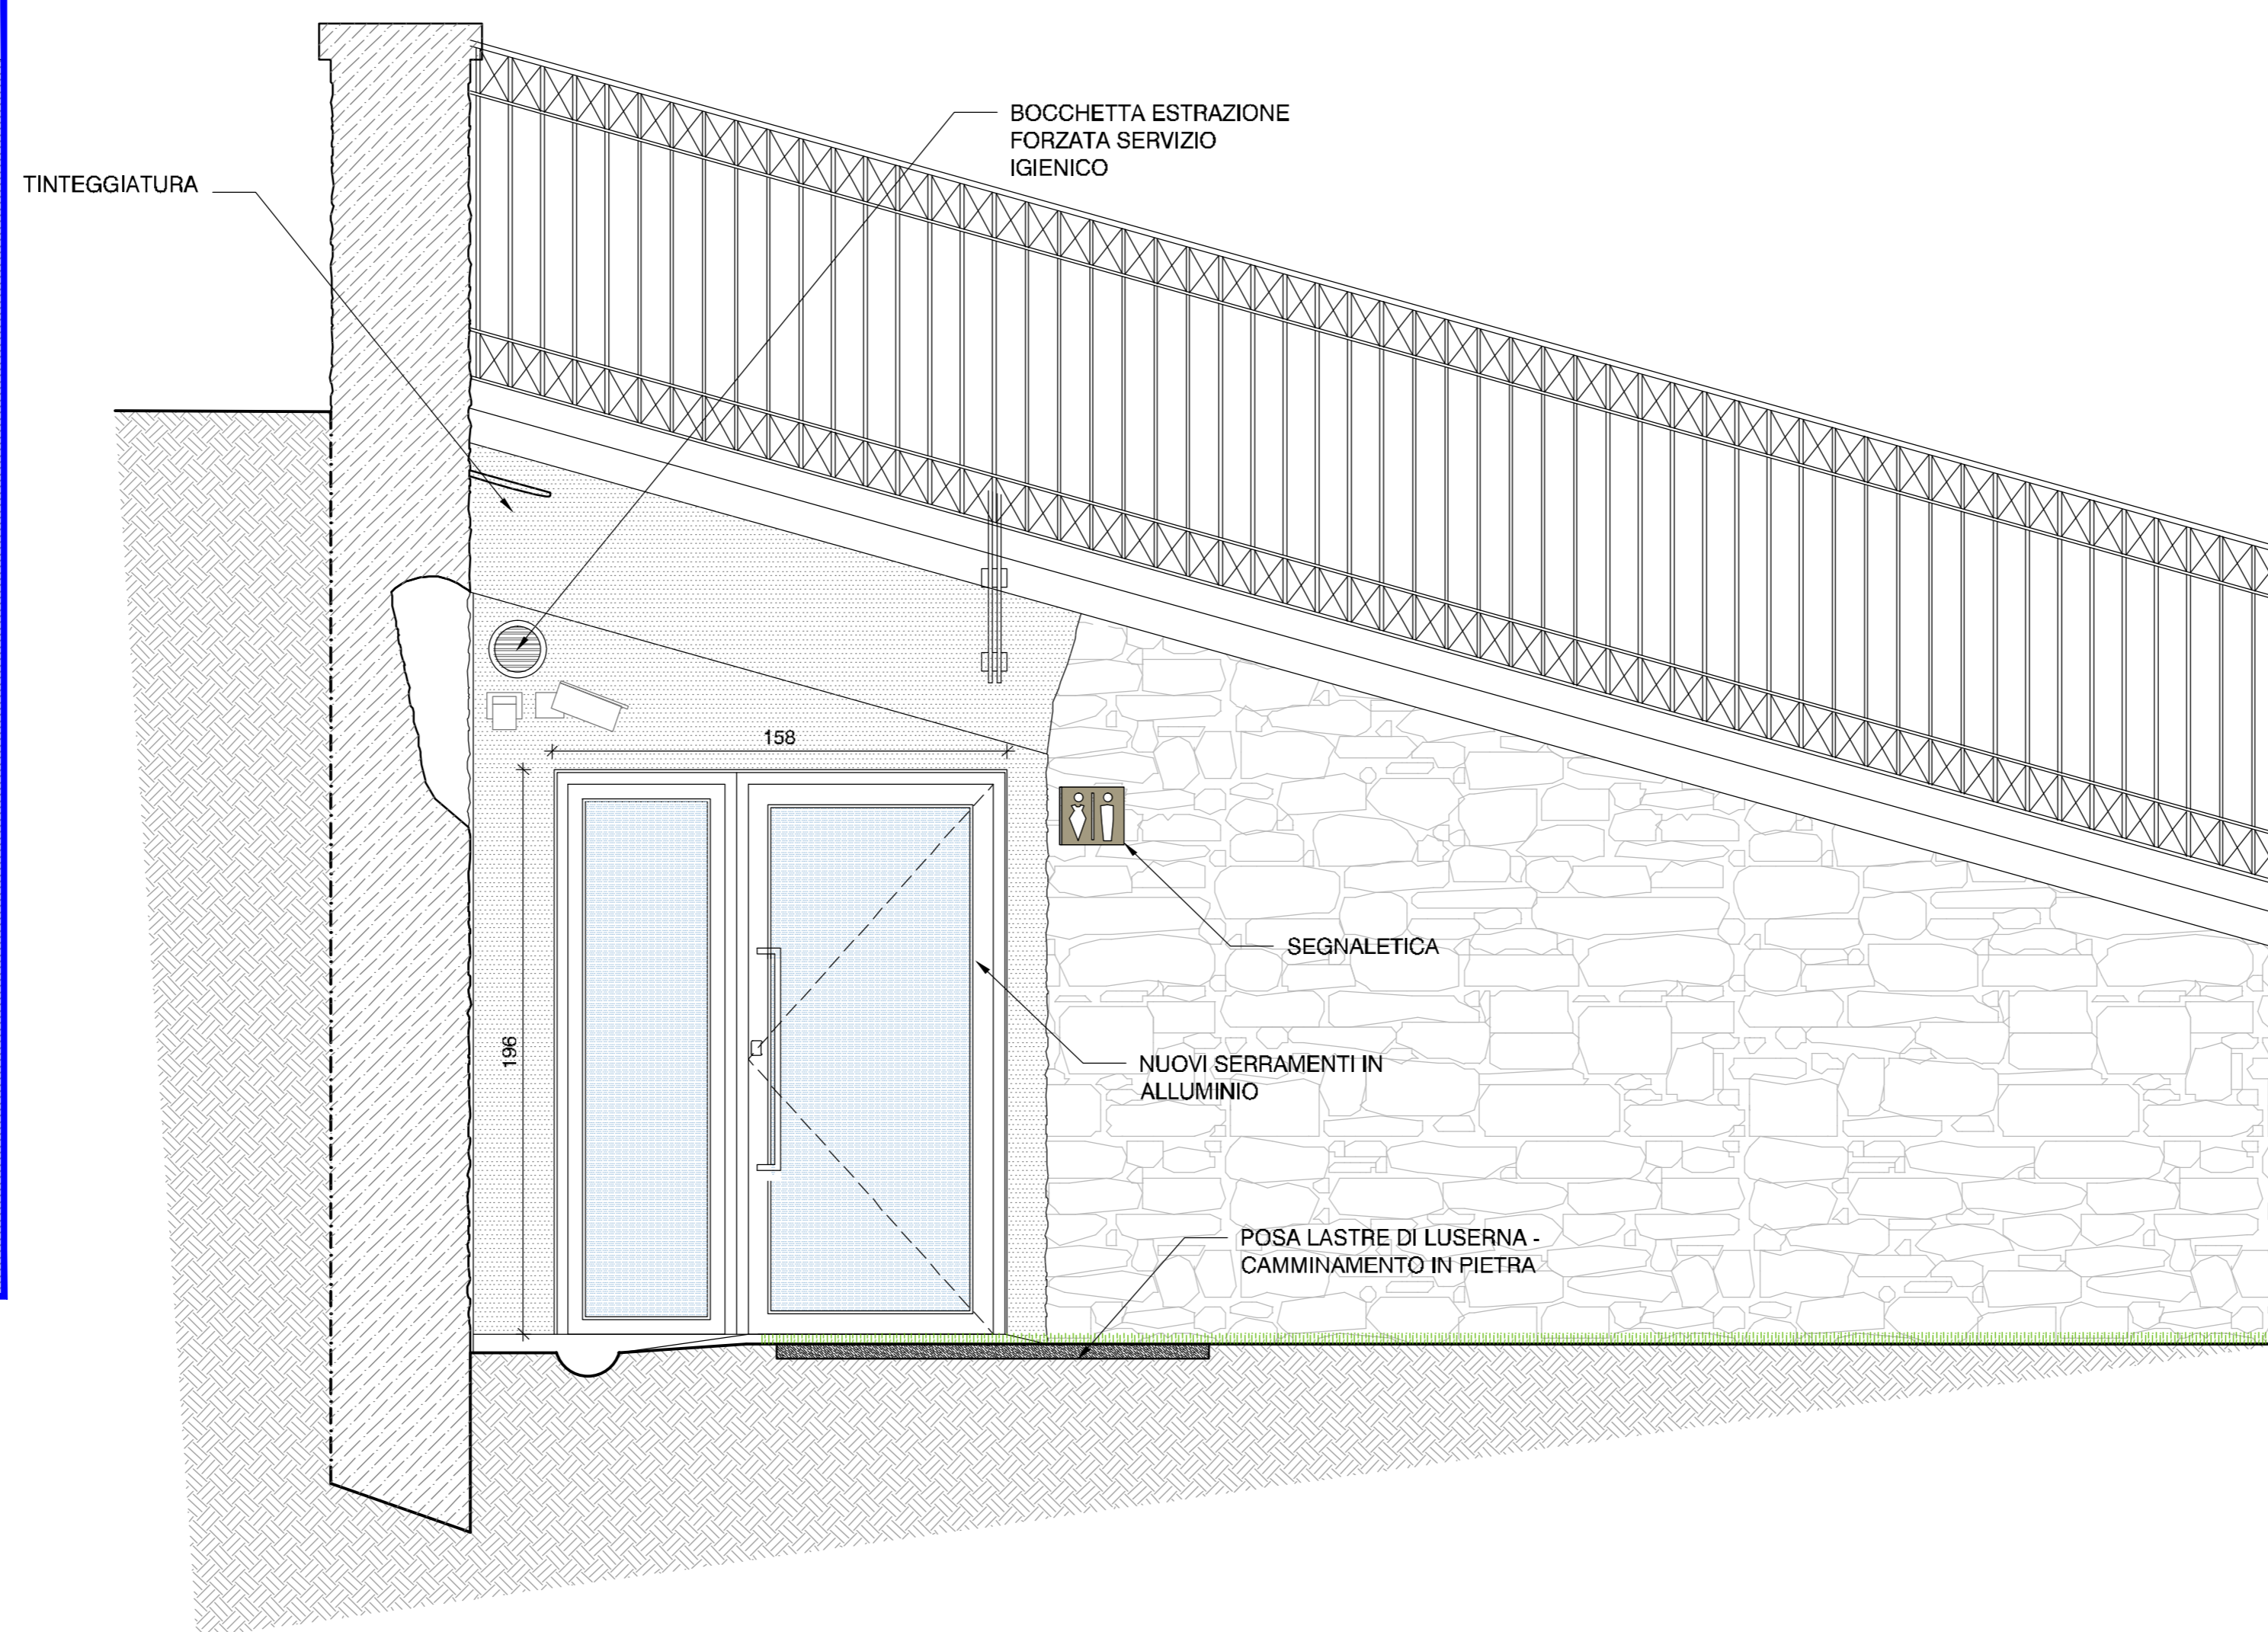 BOCCHETTA ESTRAZIONE
FORZATA SERVIZIO
IGIENICO
TINTEGGIATURA
158
196
SEGNALETICA
NUOVI SERRAMENTI IN
ALLUMINIO
POSA LASTRE DI LUSERNA -
CAMMINAMENTO IN PIETRA